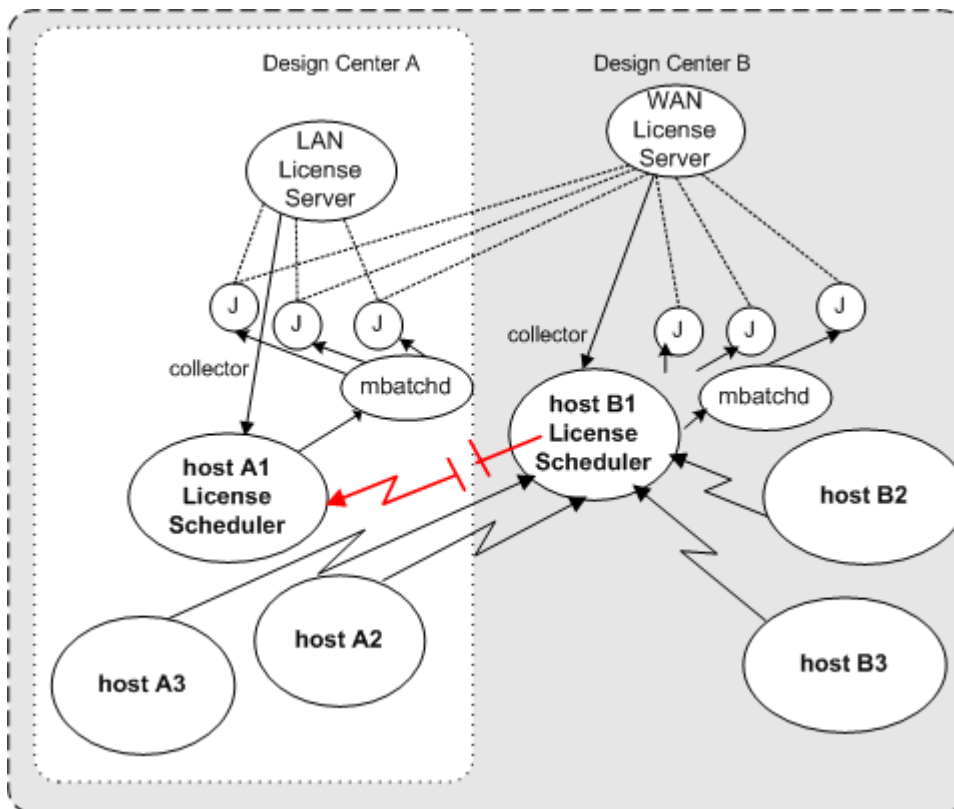 Design Center A
Design Center B
LAN
License
Server
WAN
License
Server
J
J
J
J
J
J
collector
collector
mbatchd
mbatchd
host A1
License
Scheduler
host B1
License
Scheduler
host B2
host A2
host A3
host B3